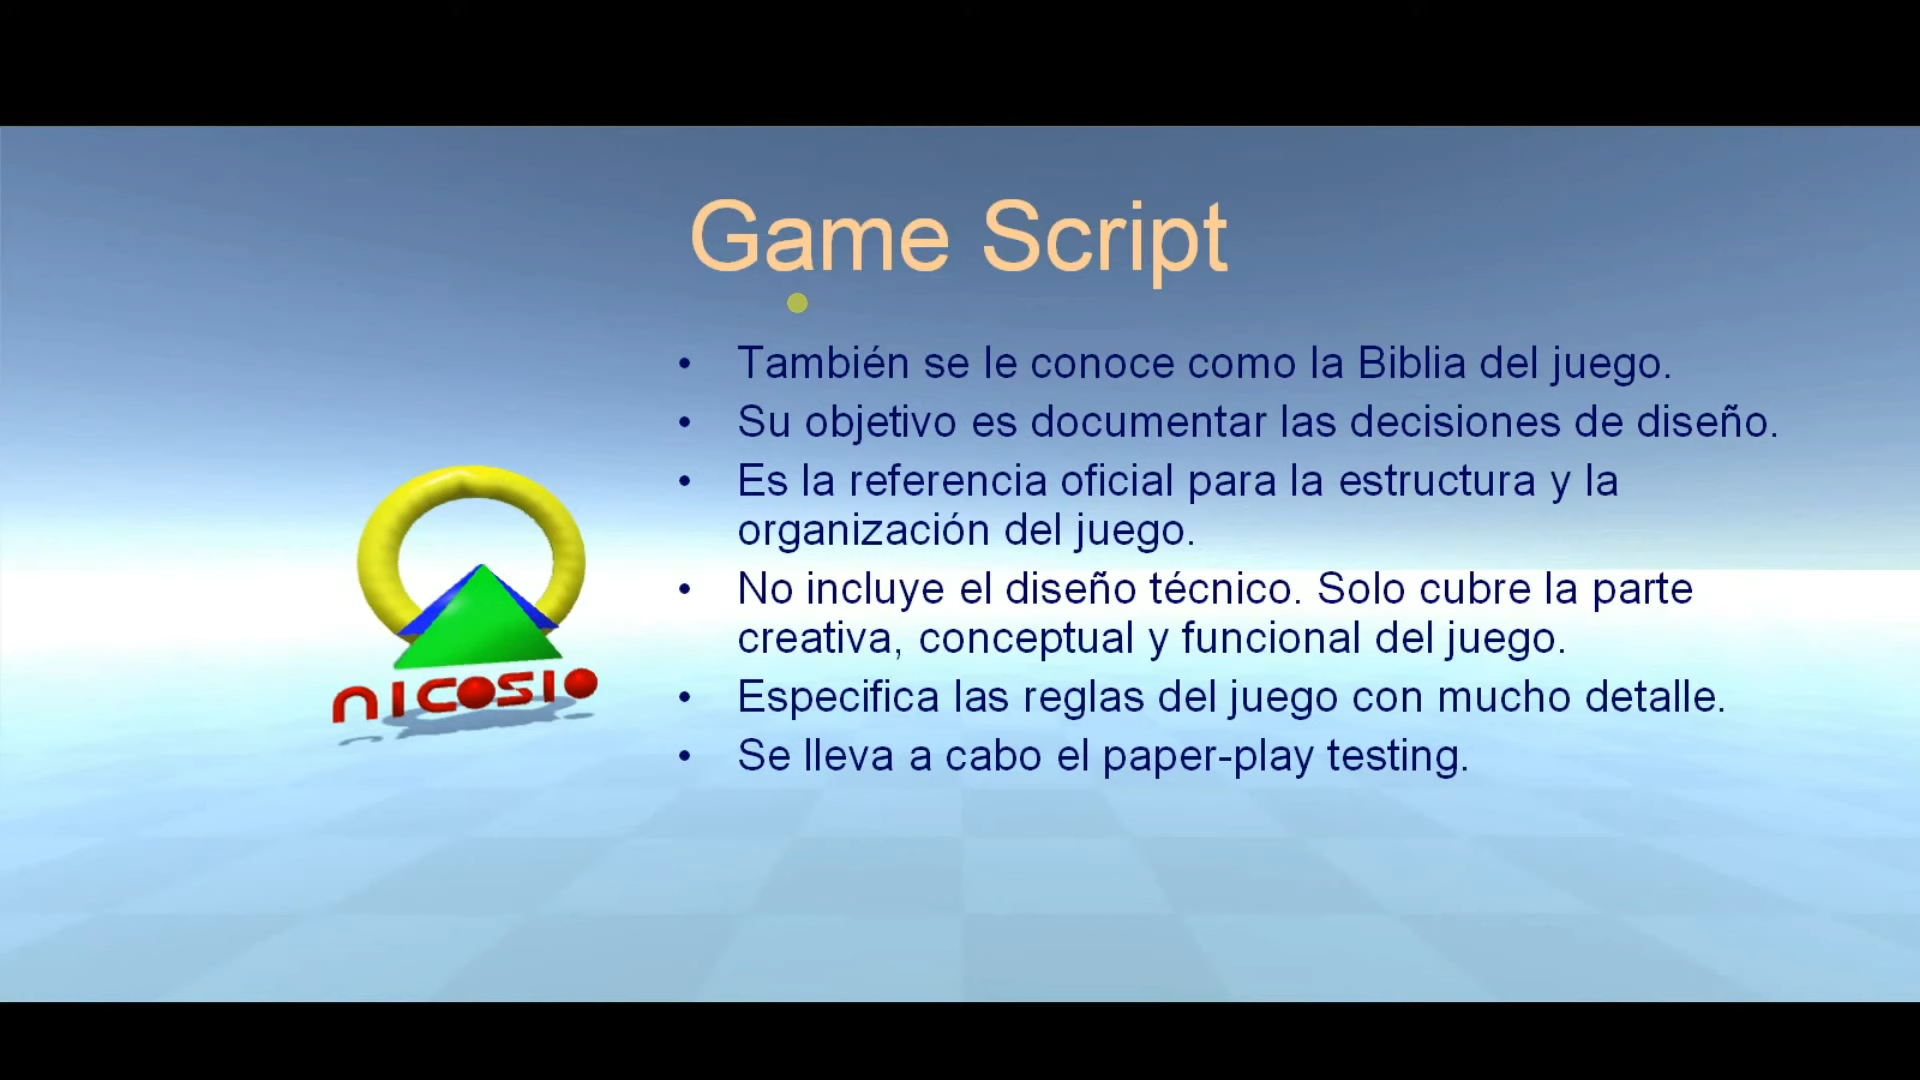 Game Script
• También se le conoce como la Biblia del juego.
• Su objetivo es documentar las decisiones de diseño.
• Es la referencia oficial para la estructura y la
organización del juego.
• No incluye el diseño técnico. Solo cubre la parte
creativa, conceptual y funcional del juego.
• Especifica las reglas del juego con mucho detalle.
• Se lleva a cabo el paper-play testing.
nicosio